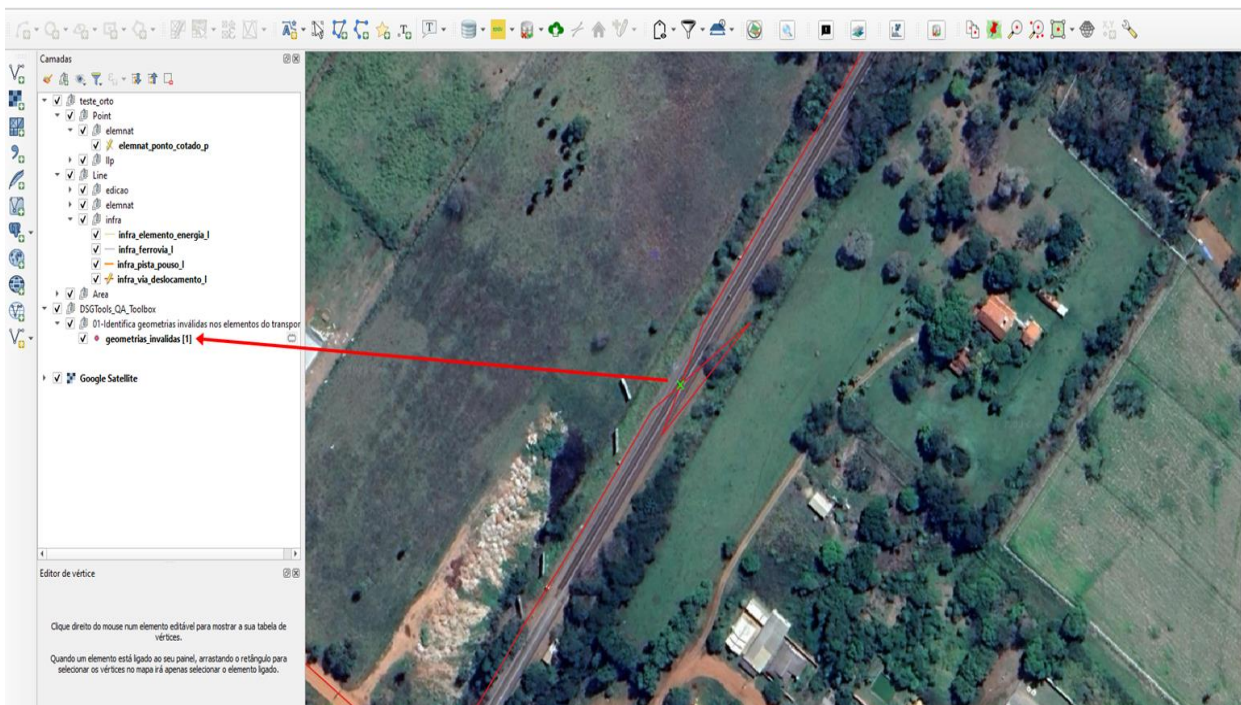 Camadas
teste_orto
Point
elemnat
elemnat_ponto_cotado_p
llp
Line
edicao
elemnat
infra
infra_elemento_energia_l
infra_ferrovia_l
infra_pista_pouso_l
infra_via_deslocamento_l
Area
DSGTools_QA_Toolbox
01-Identifica geometrias inválidas nos elementos do transpor
geometrias_invalidas [1]
Google Satellite
Editor de vértice
Clique direito do mouse num elemento editável para mostrar a sua tabela de
vértices.
Quando um elemento está ligado ao seu painel, arrastando o retângulo para
selecionar os vértices no mapa irá apenas selecionar o elemento ligado.